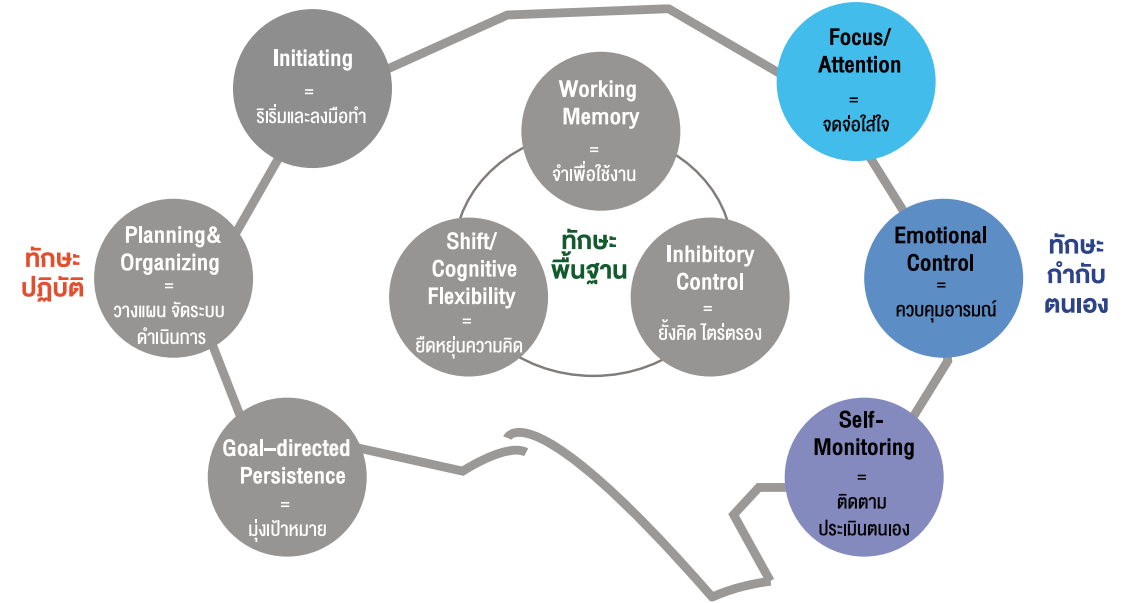 Initiating
=
ริเริ่มและลงมือทำ
Planning&
Organizing
=
วางแผน จัดระบบ
ดำเนินการ
Goal–directed
Persistence
=
มุ่งเป้าหมาย
ทักษะ
ปฏิบัติ
Working
Memory
=
จำเพื่อใช้งาน
Shift/
Cognitive
Flexibility
=
ยืดหยุ่นความคิด
Inhibitory
Control
=
ยั้งคิด ไตร่ตรอง
ทักษะ
พื้นฐาน
Focus/
Attention
=
จดจ่อใส่ใจ
Emotional
Control
=
ควบคุมอารมณ์
Self-
Monitoring
=
ติดตาม
ประเมินตนเอง
ทักษะ
กำกับ
ตนเอง